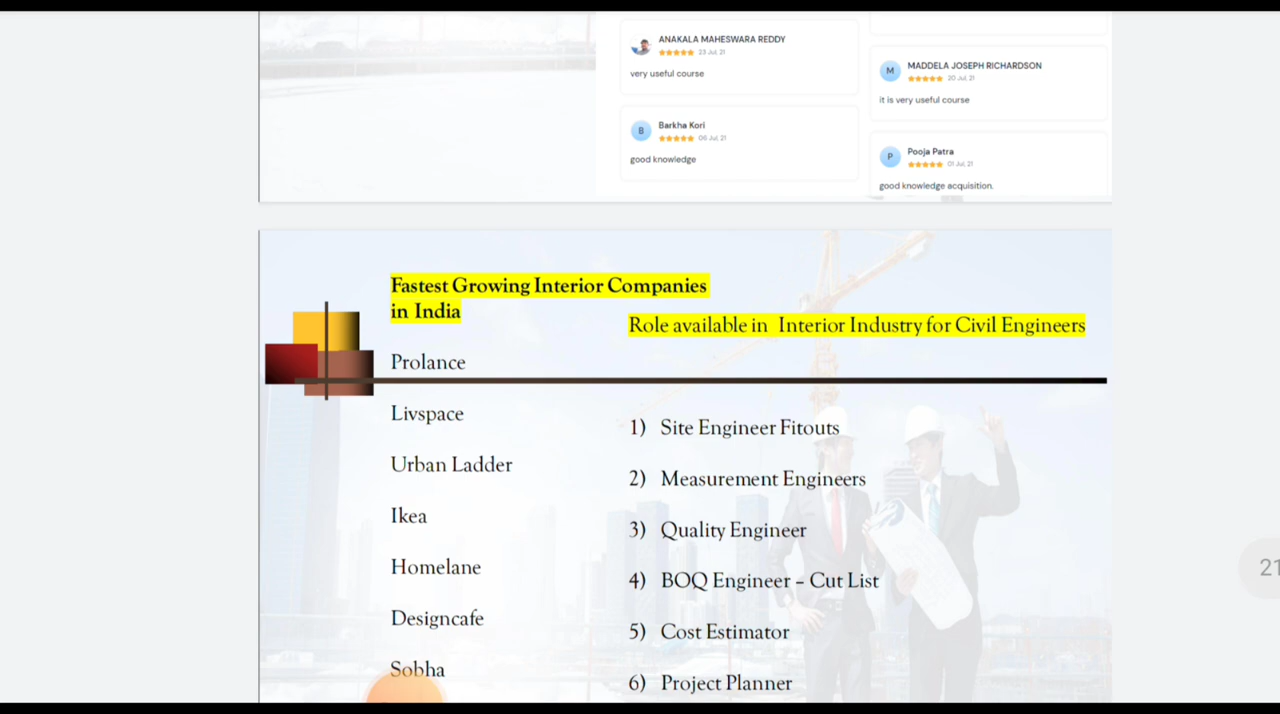 ANAKALA MAHESWARA REDDY
23 Jul, 21
very useful course
B
Barkha Kori
06 Jul, 21
good knowledge
M
MADDELA JOSEPH RICHARDSON
20 Jul, 21
it is very useful course
P
Pooja Patra
01 Jul, 21
good knowledge acquisition.
Fastest Growing Interior Companies
in India
Prolance
Livspace
Urban Ladder
Ikea
Homelane
Designcafe
Sobha
Role available in Interior Industry for Civil Engineers
1) Site Engineer Fitouts
2) Measurement Engineers
3) Quality Engineer
4) BOQ Engineer – Cut List
5) Cost Estimator
6) Project Planner
21